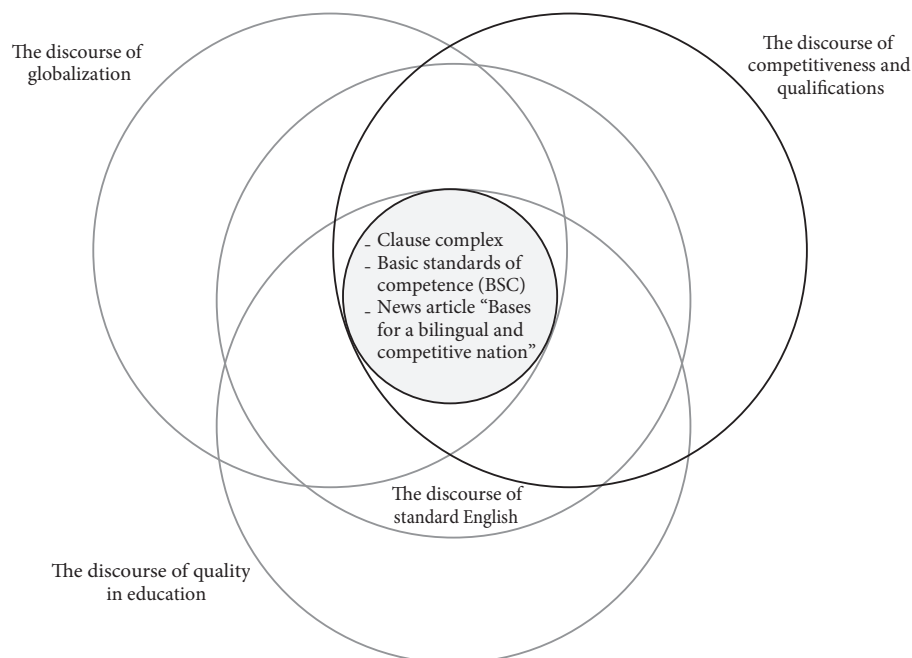 The discourse of
globalization
The discourse of
competitiveness and
qualifications
- Clause complex
- Basic standards of
competence (BSC)
- News article “Bases
for a bilingual and
competitive nation”
The discourse of
standard English
The discourse of quality
in education